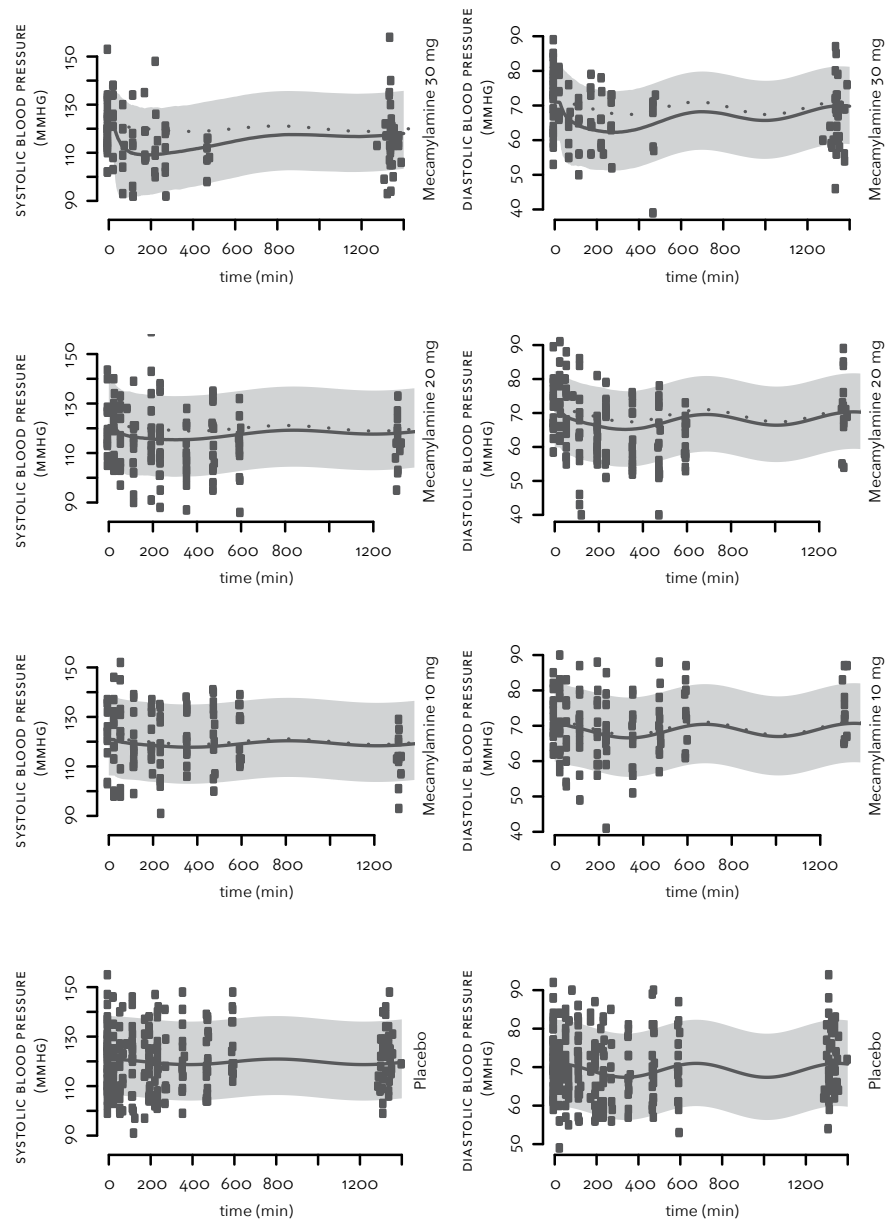 SYSTOLIC BLOOD PRESSURE
(MMHG)
150
130
110
90
0 200 400 600 800 1200
time (min)
Mecamylamine 30 mg
DIASTOLIC BLOOD PRESSURE
(MMHG)
90
80
70
60
50
40
0 200 400 600 800 1200
time (min)
Mecamylamine 30 mg
SYSTOLIC BLOOD PRESSURE
(MMHG)
150
130
110
90
0 200 400 600 800 1200
time (min)
Mecamylamine 20 mg
DIASTOLIC BLOOD PRESSURE
(MMHG)
90
80
70
60
50
40
0 200 400 600 800 1200
time (min)
Mecamylamine 20 mg
SYSTOLIC BLOOD PRESSURE
(MMHG)
150
130
110
90
0 200 400 600 800 1200
time (min)
Mecamylamine 10 mg
DIASTOLIC BLOOD PRESSURE
(MMHG)
90
80
70
60
50
40
0 200 400 600 800 1200
time (min)
Mecamylamine 10 mg
SYSTOLIC BLOOD PRESSURE
(MMHG)
150
130
110
90
0 200 400 600 800 1200
time (min)
Placebo
DIASTOLIC BLOOD PRESSURE
(MMHG)
90
80
70
60
50
0 200 400 600 800 1200
time (min)
Placebo